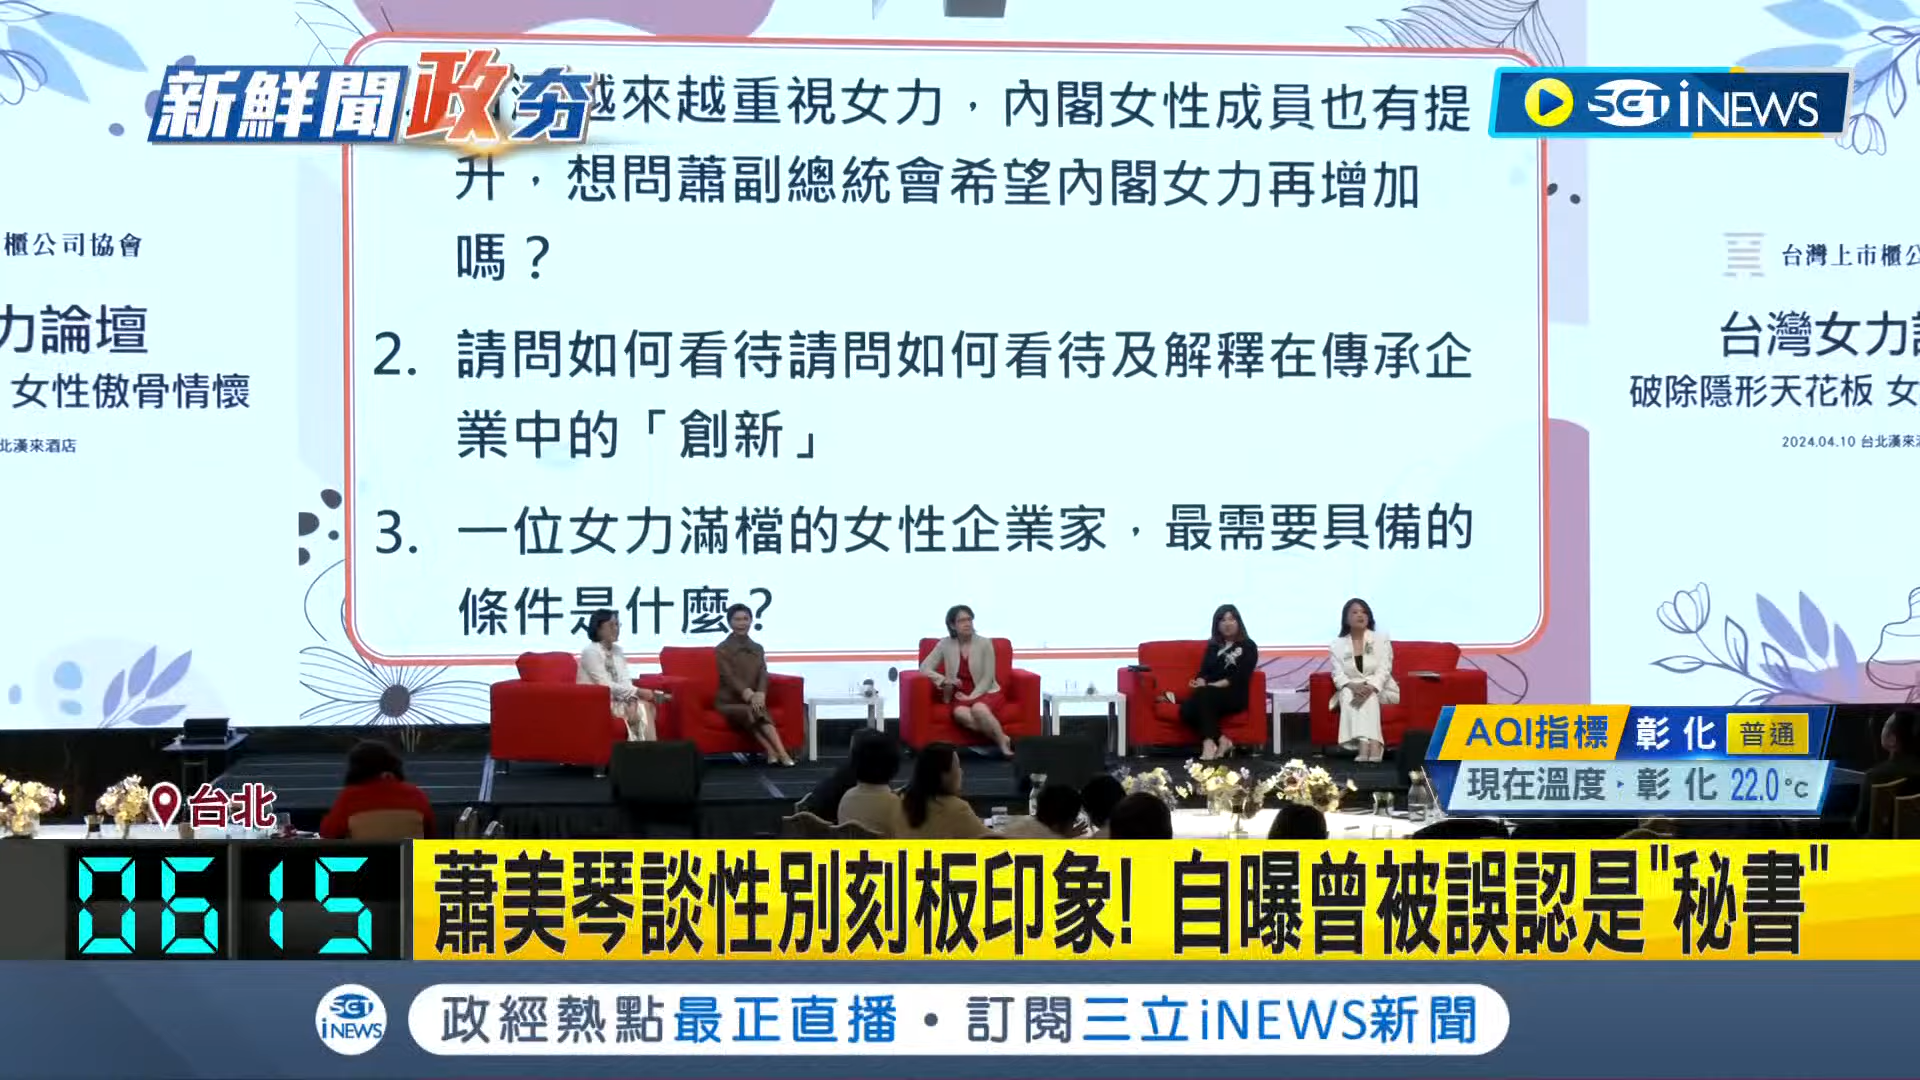 新鮮聞政夯
越來越重視女力，內閣女性成員也有提
升，想問蕭副總統會希望內閣女力再增加
嗎？
2. 請問如何看待請問如何看待及解釋在傳承企
業中的「創新」
3. 一位女力滿檔的女性企業家，最需要具備的
條件是什麼？
SET iNEWS
櫃公司協會
力論壇
女性傲骨情懷
北漢來酒店
台灣上市櫃公
台灣女力
破除隱形天花板 女
2024.04.10 台北漢來
AQI指標 彰化 普通
現在溫度 彰化 22.0°C
台北
0615
蕭美琴談性別刻板印象! 自曝曾被誤認是"秘書"
SET iNEWS
政經熱點最正直播・訂閱三立iNEWS新聞